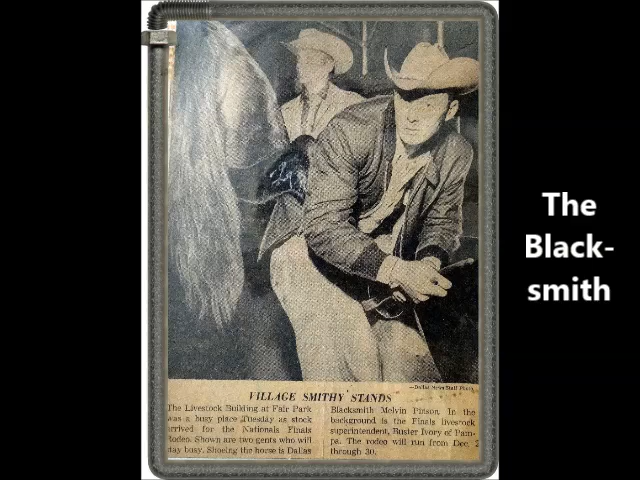 —Dallas News Staff Photo
VILLAGE SMITHY STANDS
The Livestock Building at Fair Park
was a busy place Tuesday as stock
arrived for the Nationals Finals
Rodeo. Shown are two gents who will
stay busy. Shoeing the horse is Dallas
Blacksmith Melvin Pinson. In the
background is the Finals livestock
superintendent, Buster Ivory of Pam-
pa. The rodeo will run from Dec.
through 30.
The
Black-
smith